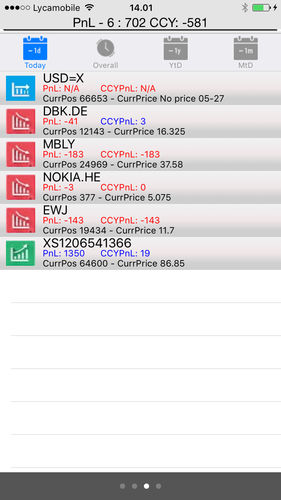 Lycamobile 14.01
PnL - 6 : 702 CCY: -581
-1d
-1y
-1m
Today Overall YtD MtD
USD=X
PnL: N/A CCYPnL: N/A
CurrPos 66653 - CurrPrice No price 05-27
DBK.DE
PnL: -41 CCYPnL: 3
CurrPos 12143 - CurrPrice 16.325
MBLY
PnL: -183 CCYPnL: -183
CurrPos 24969 - CurrPrice 37.58
NOKIA.HE
PnL: -3 CCYPnL: 0
CurrPos 377 - CurrPrice 5.075
EWJ
PnL: -143 CCYPnL: -143
CurrPos 19434 - CurrPrice 11.7
XS1206541366
PnL: 1350 CCYPnL: 19
CurrPos 64600 - CurrPrice 86.85